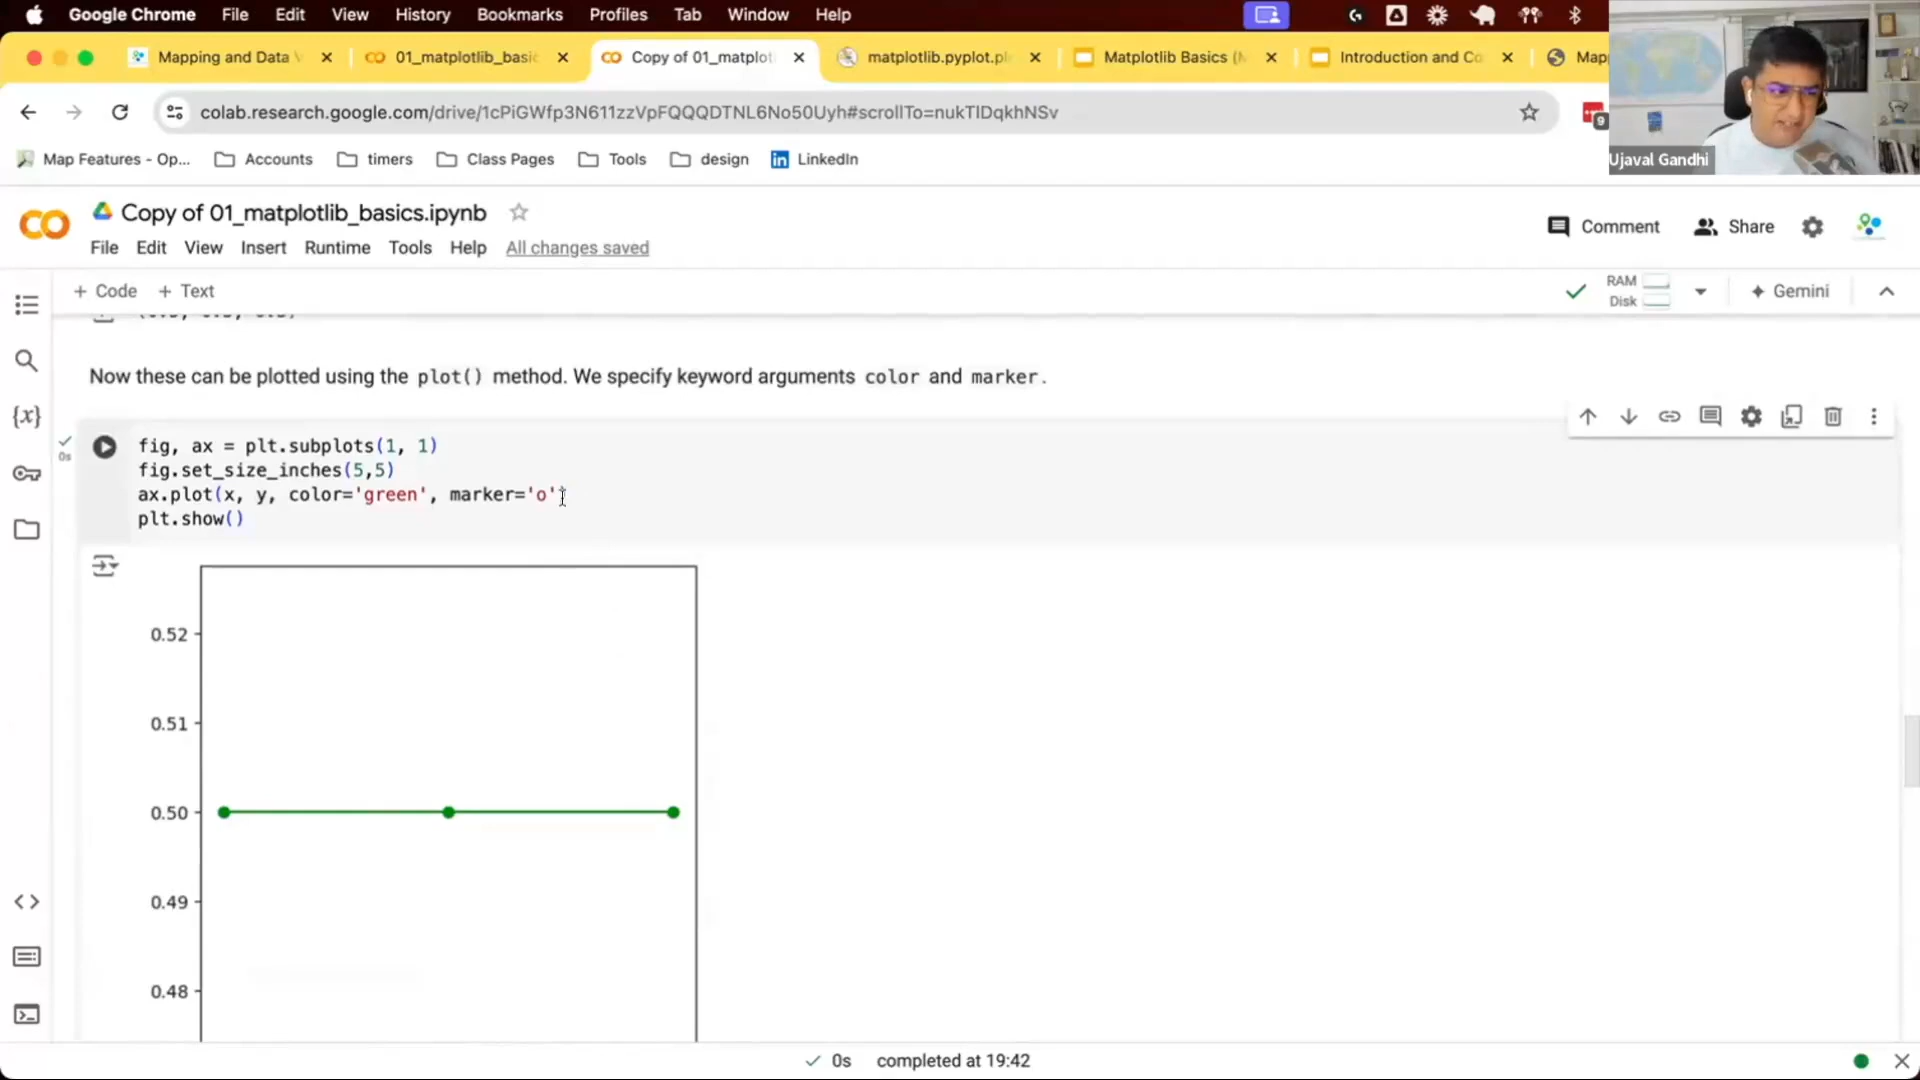 Google Chrome File Edit View History Bookmarks Profiles Tab Window Help
Mapping and Data V
01_matplotlib_basic
Copy of 01_matplot
matplotlib.pyplot.pl
Matplotlib Basics (M
Introduction and Co
Map
colab.research.google.com/drive/1cPiGWfp3N611zzVpFQQQDTNL6No50Uyh#scrollTo=nukTIDqkhNSv
9
Map Features - Op... Accounts timers Class Pages Tools design LinkedIn
Ujaval Gandhi
Copy of 01_matplotlib_basics.ipynb
Comment Share
File Edit View Insert Runtime Tools Help All changes saved
+ Code + Text
RAM
Disk
Gemini
Now these can be plotted using the plot() method. We specify keyword arguments color and marker.
0s
fig, ax = plt.subplots(1, 1)
fig.set_size_inches(5,5)
ax.plot(x, y, color='green', marker='o')
plt.show()
0.52
0.51
0.50
0.49
0.48
0s completed at 19:42